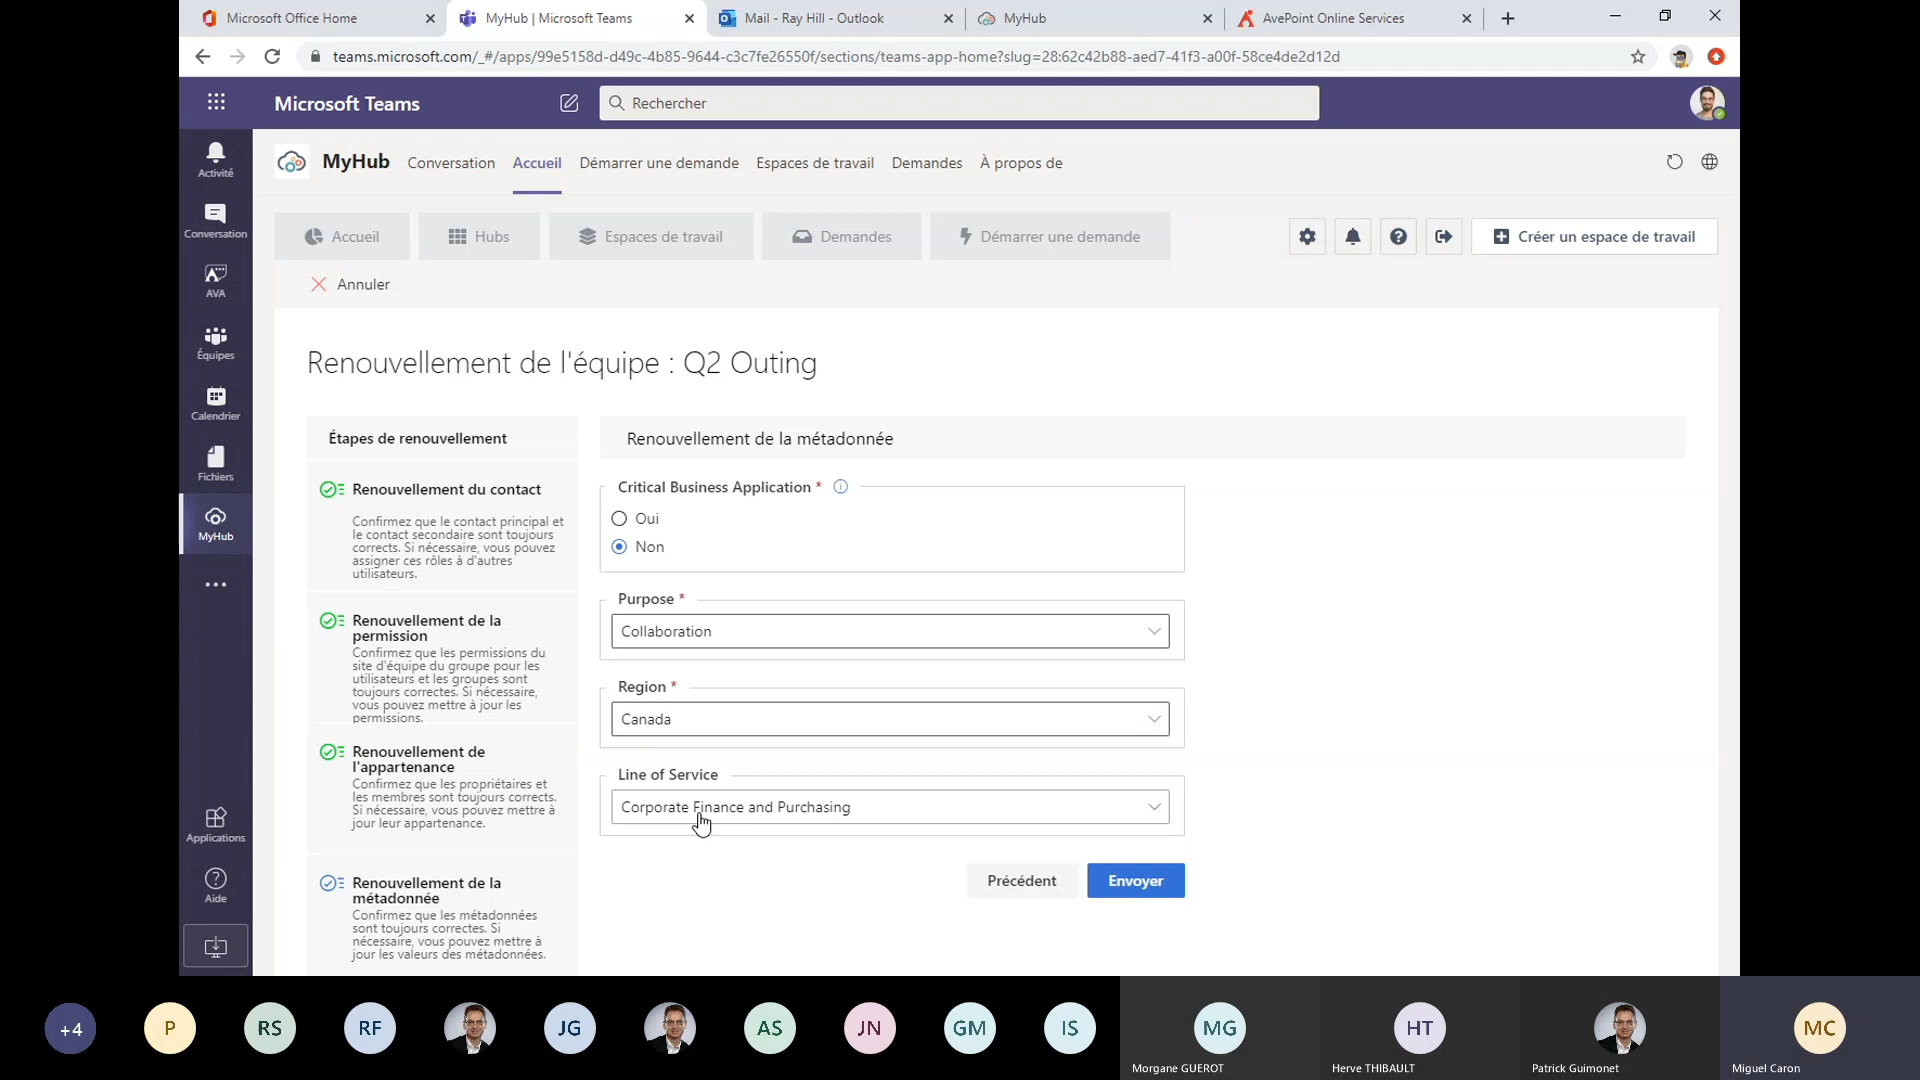 Microsoft Office Home
MyHub | Microsoft Teams
Mail - Ray Hill - Outlook
MyHub
AvePoint Online Services
teams.microsoft.com/_#/apps/99e5158d-d49c-4b85-9644-c3c7fe26550f/sections/teams-app-home?slug=28:62c42b88-aed7-41f3-a00f-58ce4de2d12d
Microsoft Teams
Rechercher
Activité
Conversation
AVA
Équipes
Calendrier
Fichiers
MyHub
Applications
Aide
MyHub
Conversation
Accueil
Démarrer une demande
Espaces de travail
Demandes
À propos de
Accueil
Hubs
Espaces de travail
Demandes
Démarrer une demande
Créer un espace de travail
Annuler
Renouvellement de l'équipe : Q2 Outing
Étapes de renouvellement
Renouvellement du contact
Confirmez que le contact principal et
le contact secondaire sont toujours
corrects. Si nécessaire, vous pouvez
assigner ces rôles à d'autres
utilisateurs.
Renouvellement de la
permission
Confirmez que les permissions du
site d'équipe du groupe pour les
utilisateurs et les groupes sont
toujours correctes. Si nécessaire,
vous pouvez mettre à jour les
permissions.
Renouvellement de
l'appartenance
Confirmez que les propriétaires et
les membres sont toujours corrects.
Si nécessaire, vous pouvez mettre à
jour leur appartenance.
Renouvellement de la
métadonnée
Confirmez que les métadonnées
sont toujours correctes. Si
nécessaire, vous pouvez mettre à
jour les valeurs des métadonnées.
Renouvellement de la métadonnée
Critical Business Application *
Oui
Non
Purpose *
Collaboration
Region *
Canada
Line of Service
Corporate Finance and Purchasing
Précédent
Envoyer
+4
P
RS
RF
JG
AS
JN
GM
IS
MG
HT
MC
Morgane GUEROT
Herve THIBAULT
Patrick Guimonet
Miguel Caron